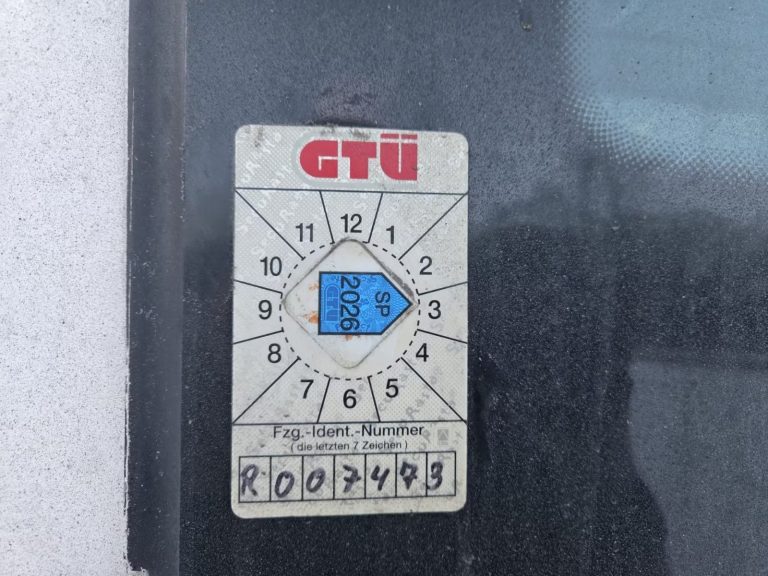 GTÜ
12
11
1
10
2
9
SP
2026
GTÜ
3
8
4
7
5
6
Fzg.-Ident.-Nummer
(die letzten 7 Zeichen)
R007473